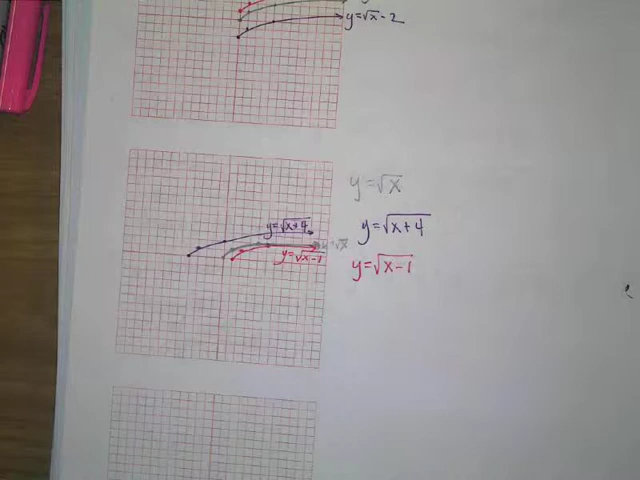 y=√x-2
y=√x
y=√x+4
y=√x+4
y=√x
y=√x-1
y=√x-1